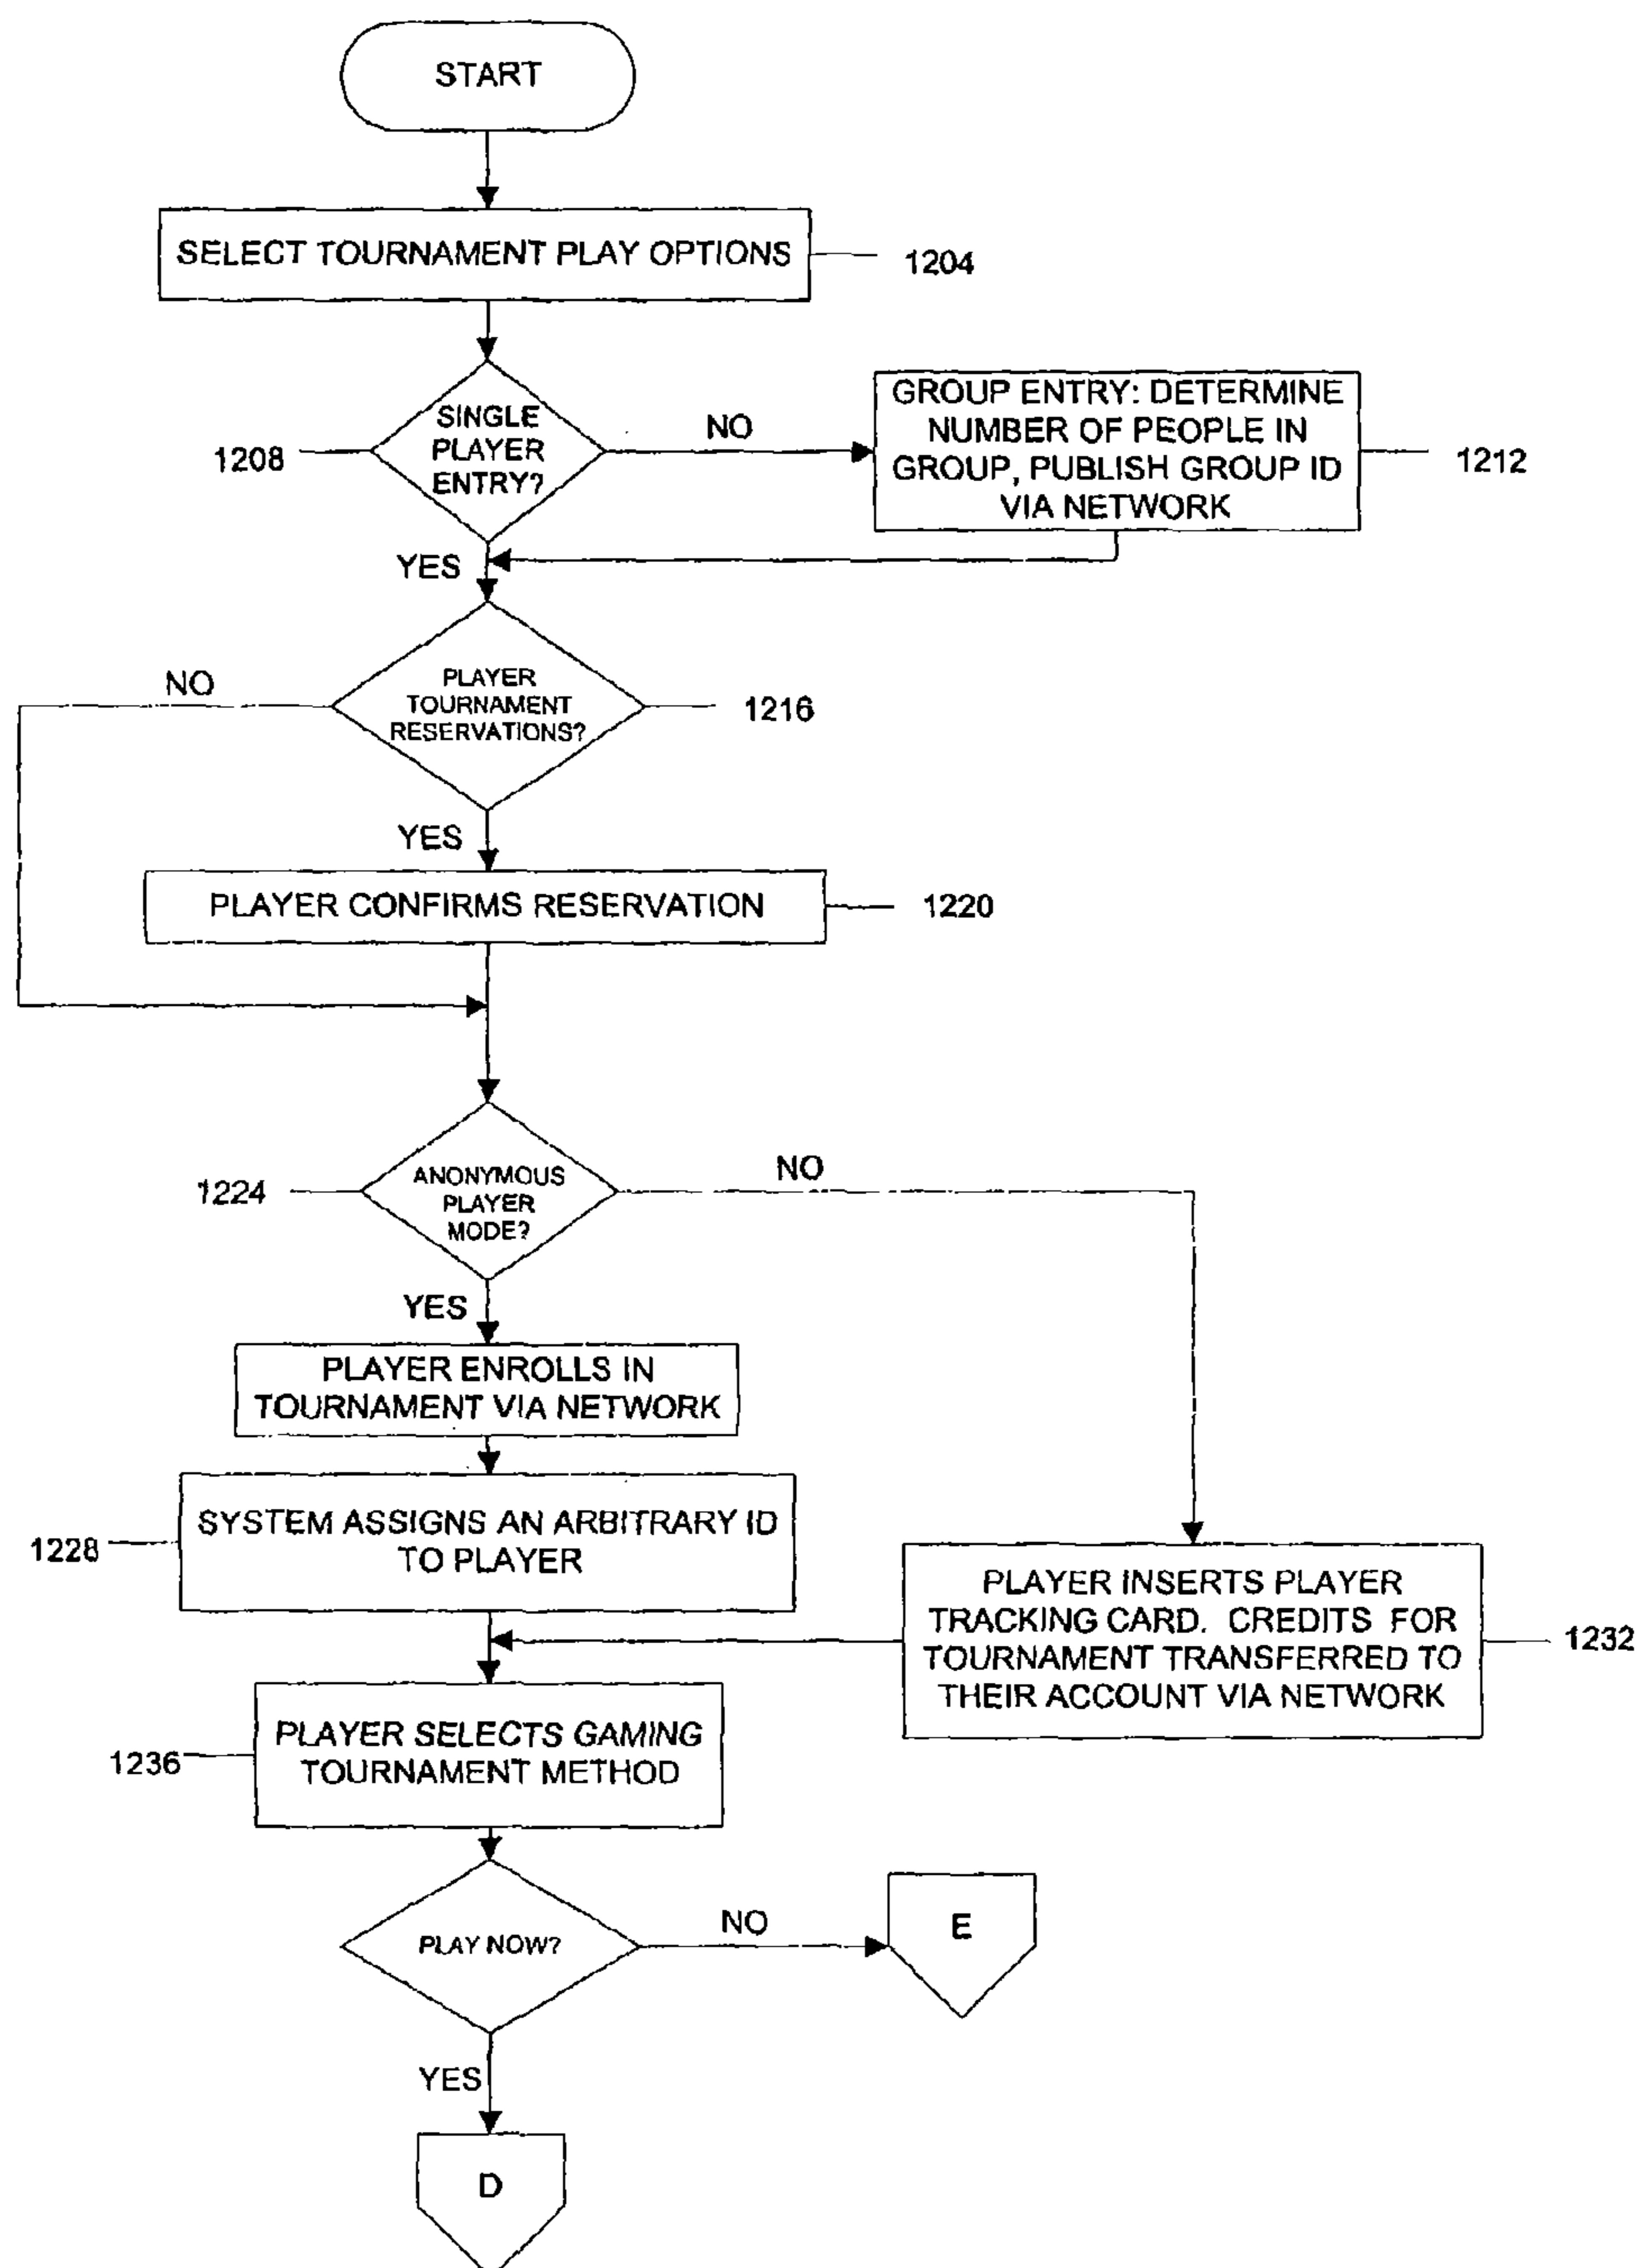 START
SELECT TOURNAMENT PLAY OPTIONS
1204
SINGLE
PLAYER
ENTRY?
1208
NO
GROUP ENTRY: DETERMINE
NUMBER OF PEOPLE IN
GROUP, PUBLISH GROUP ID
VIA NETWORK
1212
YES
PLAYER
TOURNAMENT
RESERVATIONS?
NO
1216
YES
PLAYER CONFIRMS RESERVATION
1220
ANONYMOUS
PLAYER
MODE?
1224
NO
YES
PLAYER ENROLLS IN
TOURNAMENT VIA NETWORK
SYSTEM ASSIGNS AN ARBITRARY ID
TO PLAYER
1228
PLAYER INSERTS PLAYER
TRACKING CARD. CREDITS FOR
TOURNAMENT TRANSFERRED TO
THEIR ACCOUNT VIA NETWORK
1232
PLAYER SELECTS GAMING
TOURNAMENT METHOD
1236
PLAY NOW?
NO
E
YES
D